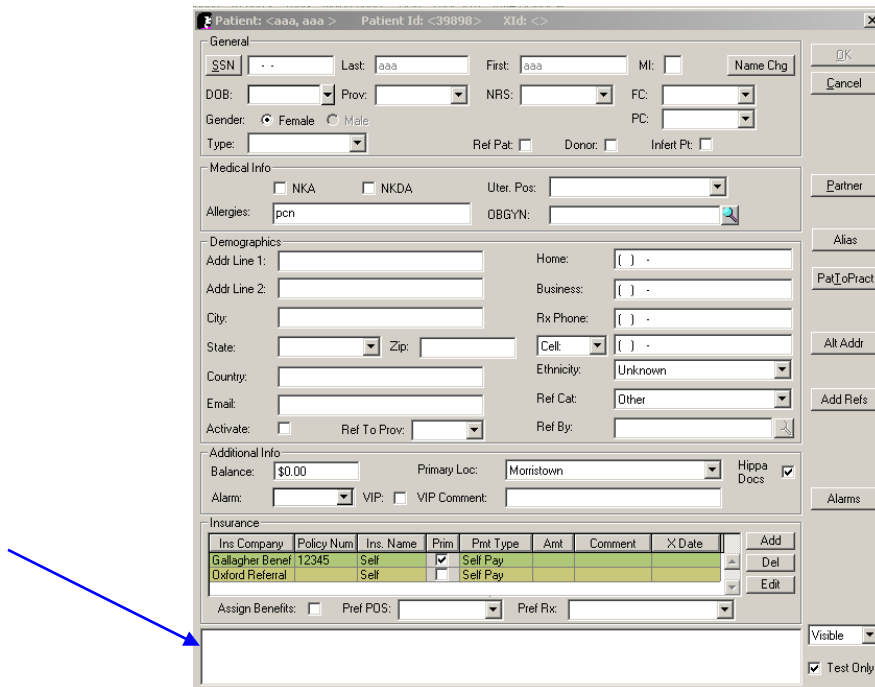 Patient: <aaa, aaa > Patient Id: <39898> XId: <>
General
SSN - - Last: aaa First: aaa MI: Name Chg
OK
Cancel
DOB: Prov: NRS: FC:
Gender: Female Male PC:
Type: Ref Pat: Donor: Infert Pt:
Medical Info
NKA NKDA Uter. Pos:
Partner
Allergies: pcn OBGYN:
Demographics
Alias
Addr Line 1: Home: ( ) -
PatToPract
Addr Line 2: Business: ( ) -
City: Rx Phone: ( ) -
State: Zip: Cell: ( ) -
Alt Addr
Country: Ethnicity: Unknown
Email: Ref Cat: Other
Add Refs
Activate: Ref To Prov: Ref By:
Additional Info
Balance: $0.00 Primary Loc: Morristown Hippa Docs
Alarm: VIP: VIP Comment:
Alarms
Insurance
Ins Company Policy Num Ins. Name Prim Pmt Type Amt Comment X Date Add
Gallagher Benef 12345 Self Self Pay Del
Oxford Referral Self Self Pay Edit
Assign Benefits: Pref POS: Pref Rx:
Visible
Test Only